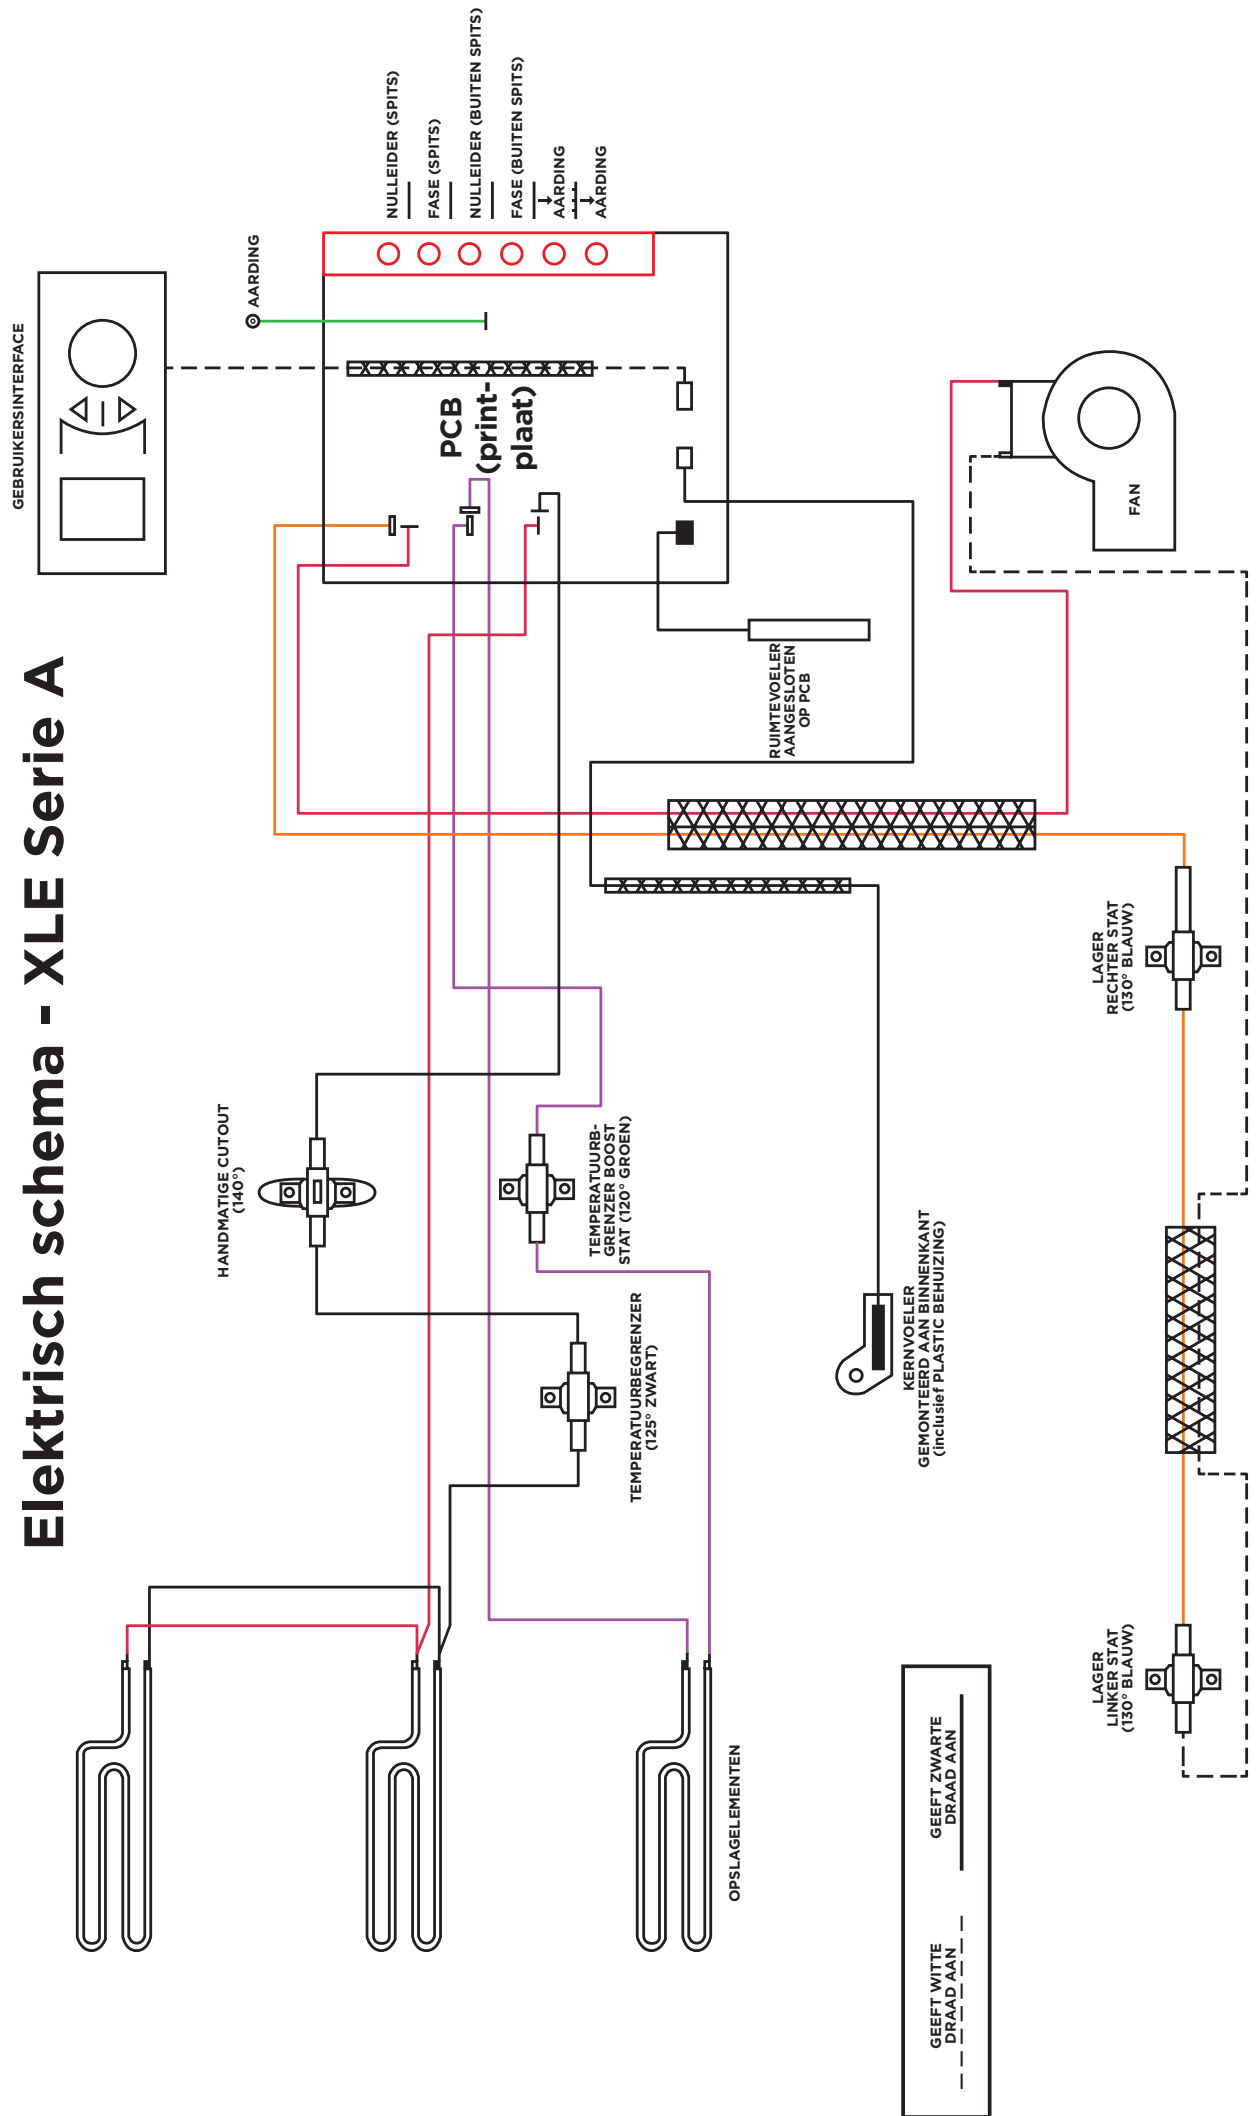 Elektrisch schema - XLE Serie A
GEBRUIKERSINTERFACE
AARDING
NULLEIDER (SPITS)
FASE (SPITS)
NULLEIDER (BUITEN SPITS)
FASE (BUITEN SPITS)
AARDING
AARDING
PCB
(print-
plaat)
HANDMATIGE CUTOUT
(140°)
TEMPERATUURB-
GRENZER BOOST
STAT (120° GROEN)
TEMPERATUURBEGRENZER
(125° ZWART)
RUIMTEVOELER
AANGESLOTEN
OP PCB
FAN
KERNVOELER
GEMONTEERD AAN BINNENKANT
(inclusief PLASTIC BEHUIZING)
LAGER
RECHTER STAT
(130° BLAUW)
LAGER
LINKER STAT
(130° BLAUW)
OPSLAGELEMENTEN
GEEFT WITTE
DRAAD AAN
GEEFT ZWARTE
DRAAD AAN